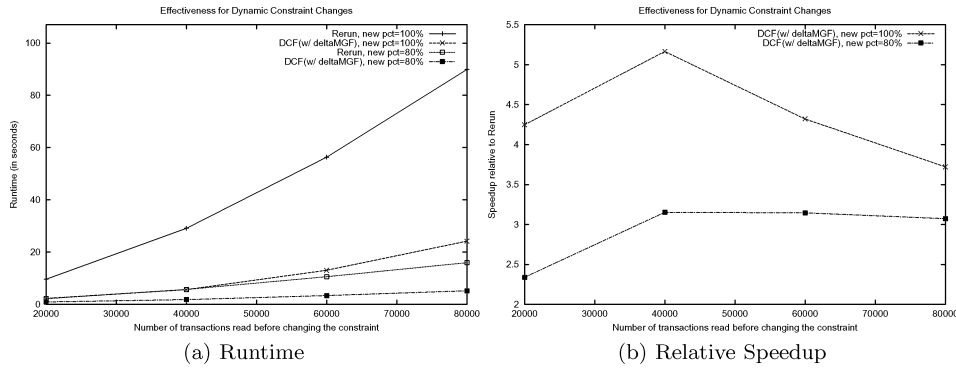 Effectiveness for Dynamic Constraint Changes
Rerun, new pct=100%
DCF(w/ deltaMGF), new pct=100%
Rerun, new pct=80%
DCF(w/ deltaMGF), new pct=80%
Runtime (in seconds)
100
80
60
40
20
0
20000 30000 40000 50000 60000 70000 80000
Number of transactions read before changing the constraint
(a) Runtime
Effectiveness for Dynamic Constraint Changes
DCF(w/ deltaMGF), new pct=100%
DCF(w/ deltaMGF), new pct=80%
Speedup relative to Rerun
5.5
5
4.5
4
3.5
3
2.5
2
20000 30000 40000 50000 60000 70000 80000
Number of transactions read before changing the constraint
(b) Relative Speedup